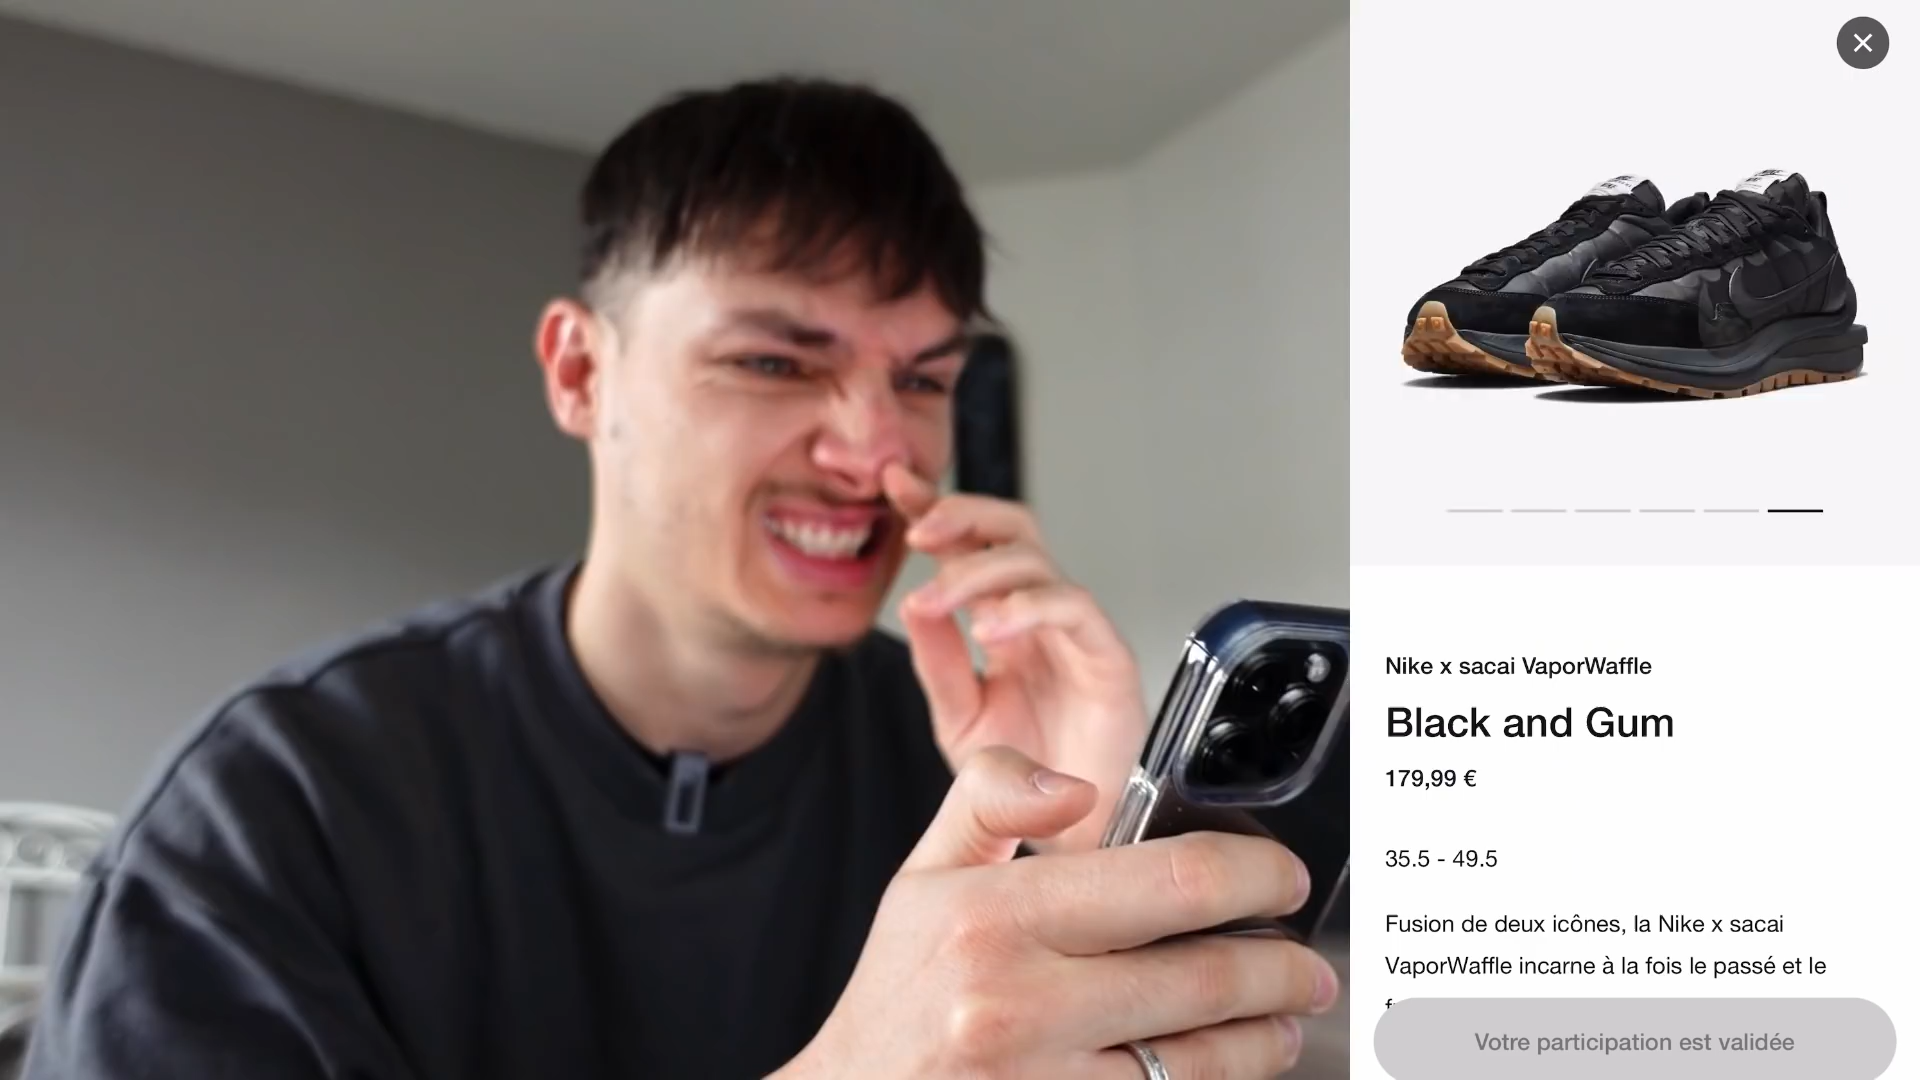 Nike x sacai VaporWaffle
Black and Gum
179,99 €
35.5 - 49.5
Fusion de deux icônes, la Nike x sacai
VaporWaffle incarne à la fois le passé et le
Votre participation est validée